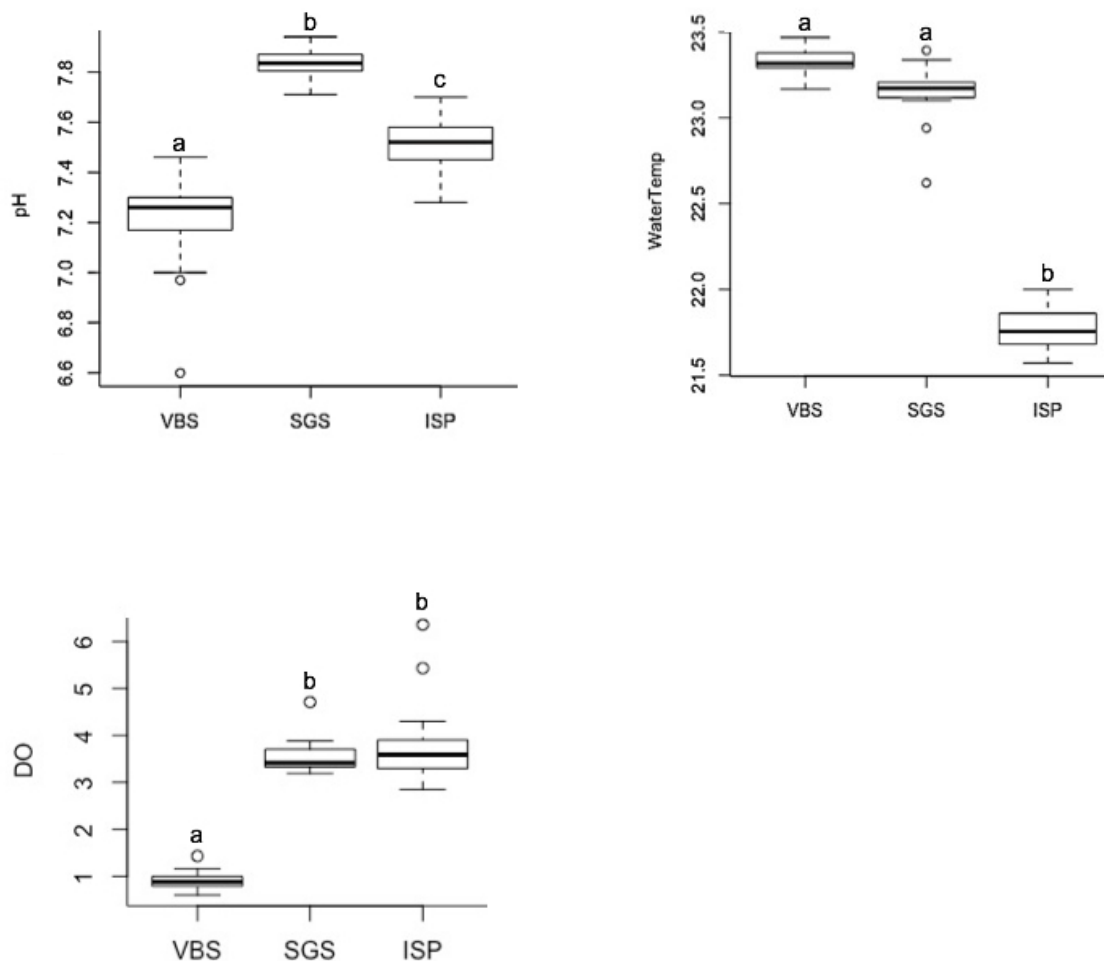 pH
7.8
7.6
7.4
7.2
7.0
6.8
6.6
a
b
c
VBS
SGS
ISP
WaterTemp
23.5
23.0
22.5
22.0
21.5
a
a
b
VBS
SGS
ISP
DO
6
5
4
3
2
1
a
b
b
VBS
SGS
ISP